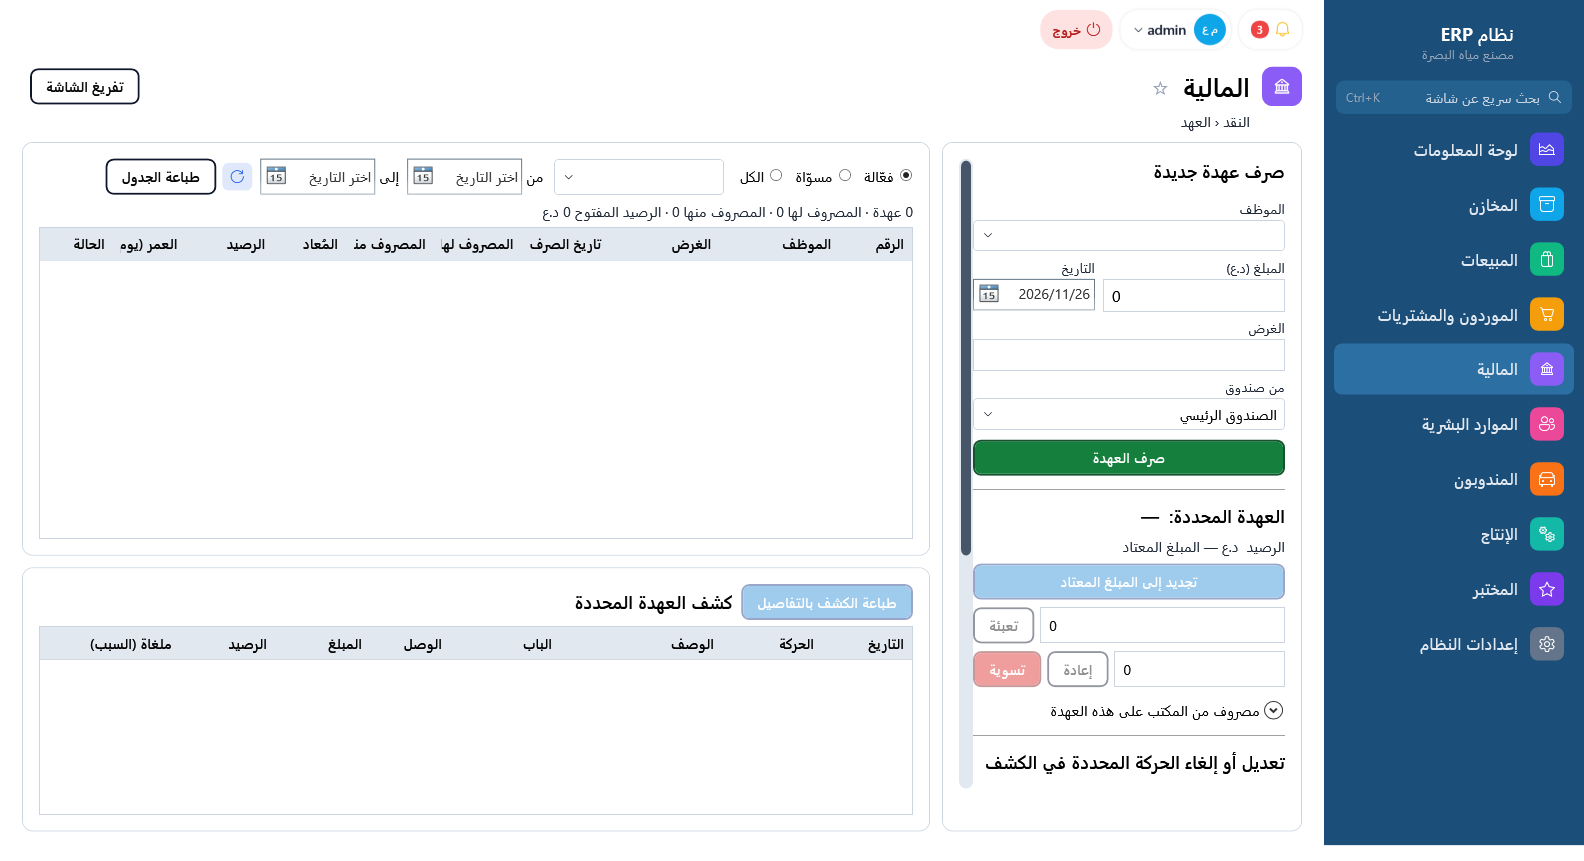 نظام ERP
مصنع مياه البصرة
بحث سريع عن شاشة Ctrl+K
لوحة المعلومات
المخازن
المبيعات
الموردون والمشتريات
المالية
الموارد البشرية
المندوبون
الإنتاج
المختبر
إعدادات النظام
3
م ع admin
خروج
المالية
النقد › العهد
تفريغ الشاشة
صرف عهدة جديدة
الموظف
المبلغ (د.ع) التاريخ
0 2026/11/26 15
الغرض
من صندوق
الصندوق الرئيسي
صرف العهدة
العهدة المحددة: —
الرصيد د.ع — المبلغ المعتاد
تجديد إلى المبلغ المعتاد
0 تعبئة
0 إعادة تسوية
مصروف من المكتب على هذه العهدة
تعديل أو إلغاء الحركة المحددة في الكشف
فعّالة مسوّاة الكل من اختر التاريخ 15 إلى اختر التاريخ 15 طباعة الجدول
0 عهدة · المصروف لها 0 · المصروف منها 0 · الرصيد المفتوح 0 د.ع
الرقم الموظف الغرض تاريخ الصرف المصروف لها المصروف من المُعاد الرصيد العمر (يوم الحالة
طباعة الكشف بالتفاصيل كشف العهدة المحددة
التاريخ الحركة الوصف الباب الوصل المبلغ الرصيد ملغاة (السبب)